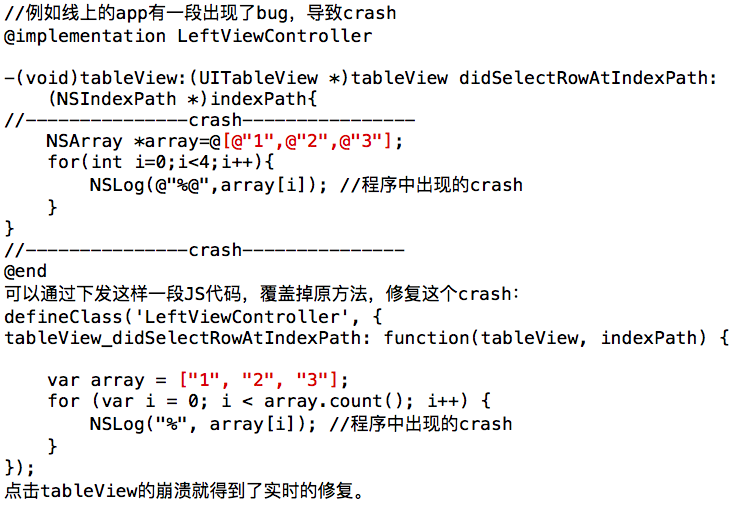 //例如线上的app有一段出现了bug，导致crash
@implementation LeftViewController
-(void)tableView:(UITableView *)tableView didSelectRowAtIndexPath:
(NSIndexPath *)indexPath{
//---------------crash----------------
NSArray *array=@[@"1",@"2",@"3"];
for(int i=0;i<4;i++){
NSLog(@"%@",array[i]); //程序中出现的crash
}
}
//---------------crash---------------
@end
可以通过下发这样一段JS代码，覆盖掉原方法，修复这个crash：
defineClass('LeftViewController', {
tableView_didSelectRowAtIndexPath: function(tableView, indexPath) {
var array = ["1", "2", "3"];
for (var i = 0; i < array.count(); i++) {
NSLog("%", array[i]); //程序中出现的crash
}
});
点击tableView的崩溃就得到了实时的修复。